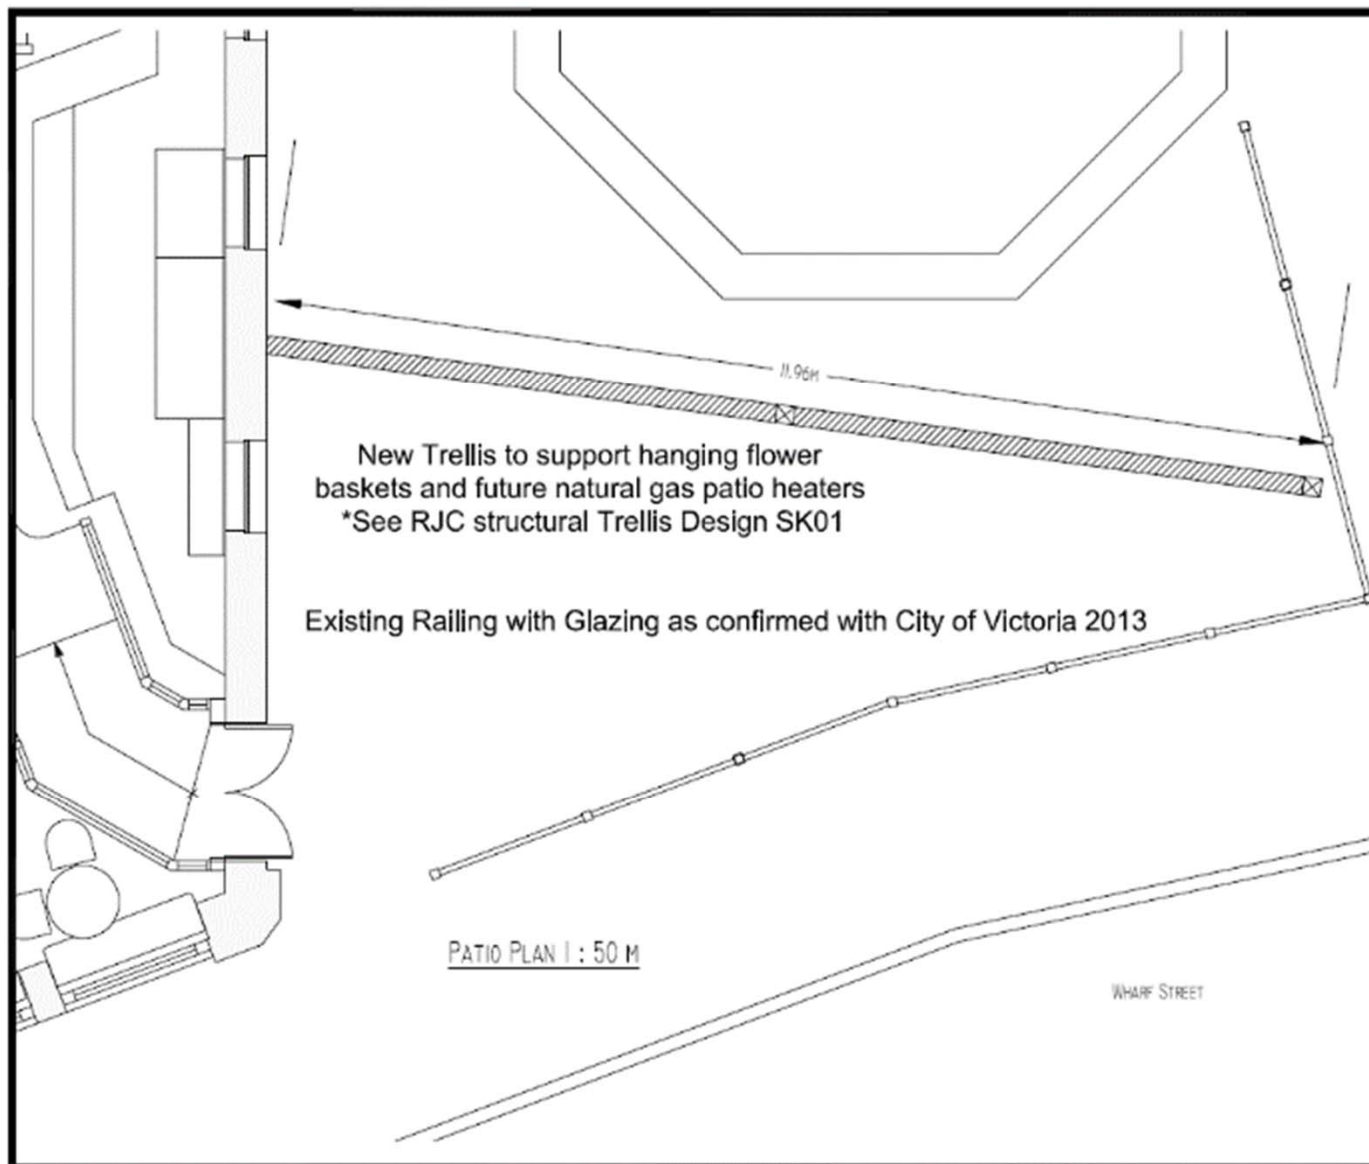 11.96M
New Trellis to support hanging flower
baskets and future natural gas patio heaters
*See RJC structural Trellis Design SK01
Existing Railing with Glazing as confirmed with City of Victoria 2013
PATIO PLAN 1 : 50 M
WHARF STREET